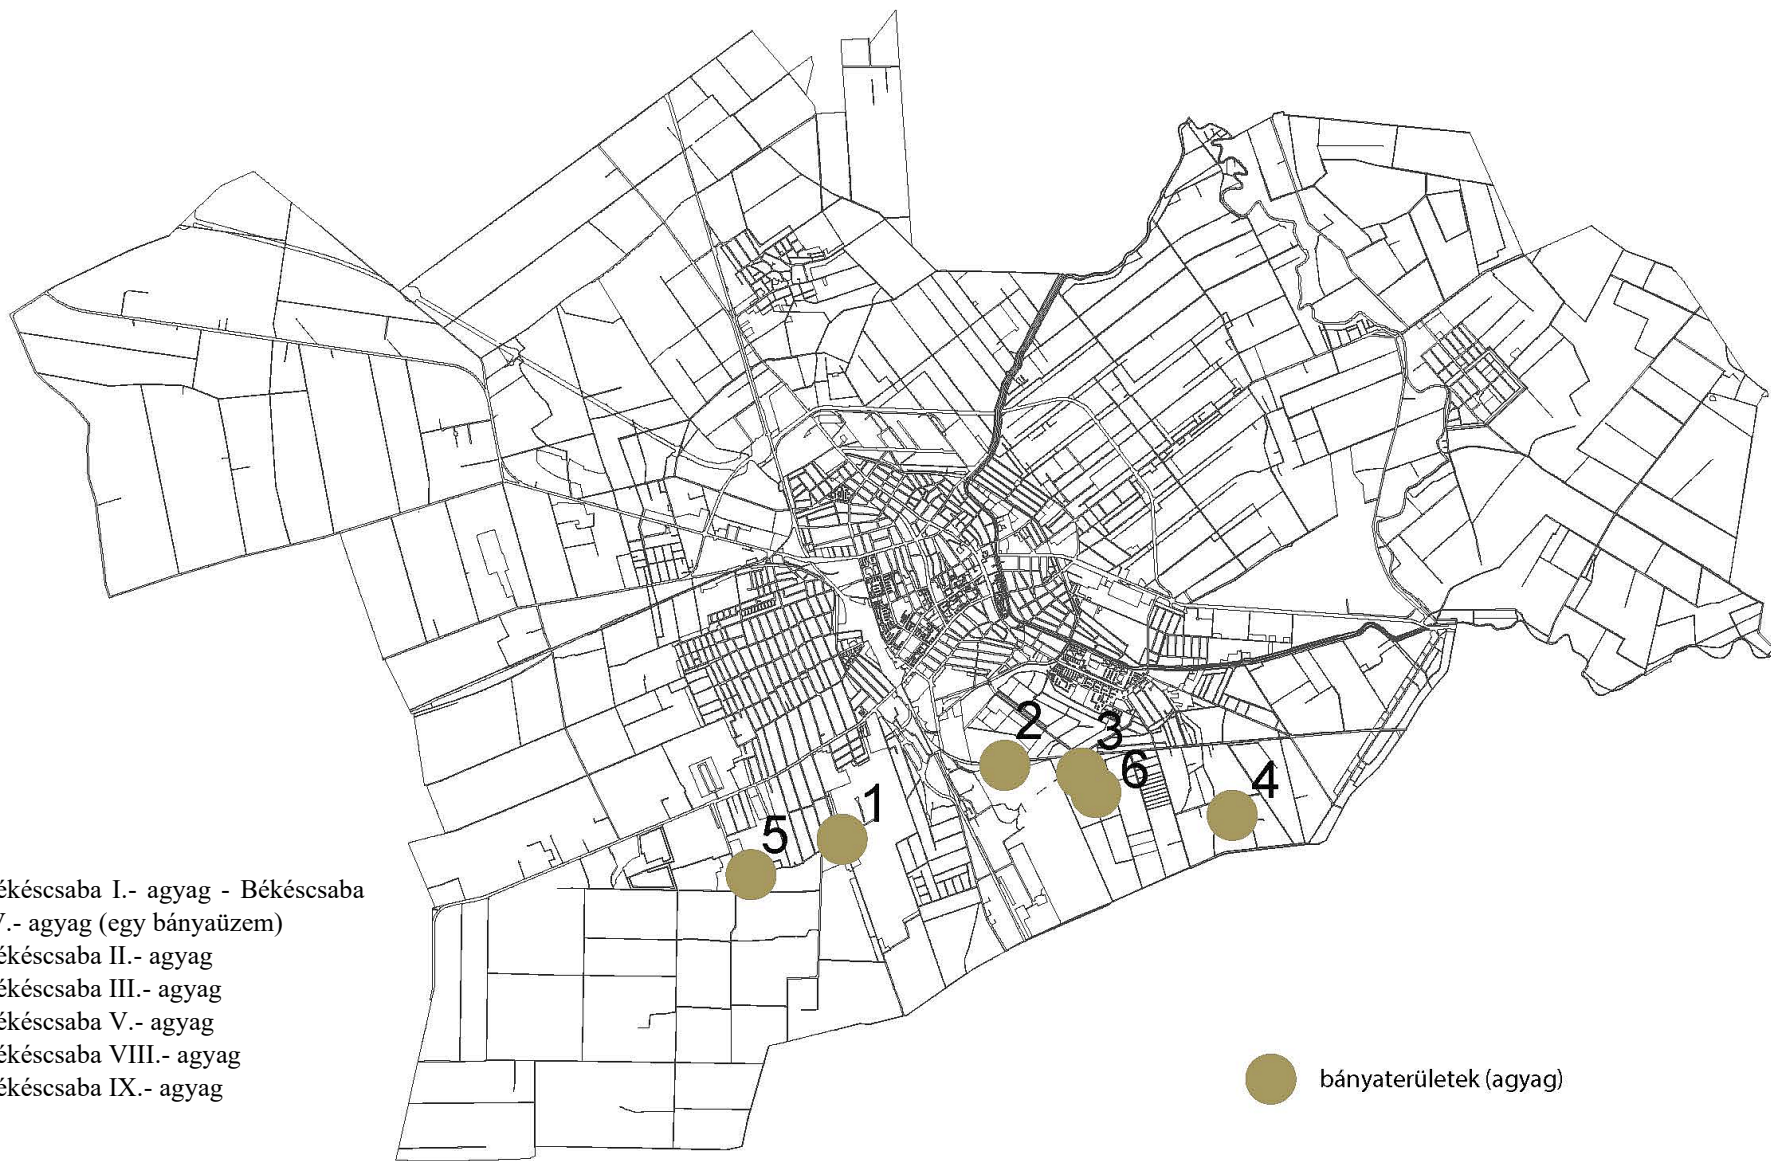 2
3
6
4
1
5
ékéscsaba I.- agyag - Békéscsaba
V.- agyag (egy bányaüzem)
ékéscsaba II.- agyag
ékéscsaba III.- agyag
ékéscsaba V.- agyag
ékéscsaba VIII.- agyag
ékéscsaba IX.- agyag
bányaterületek (agyag)